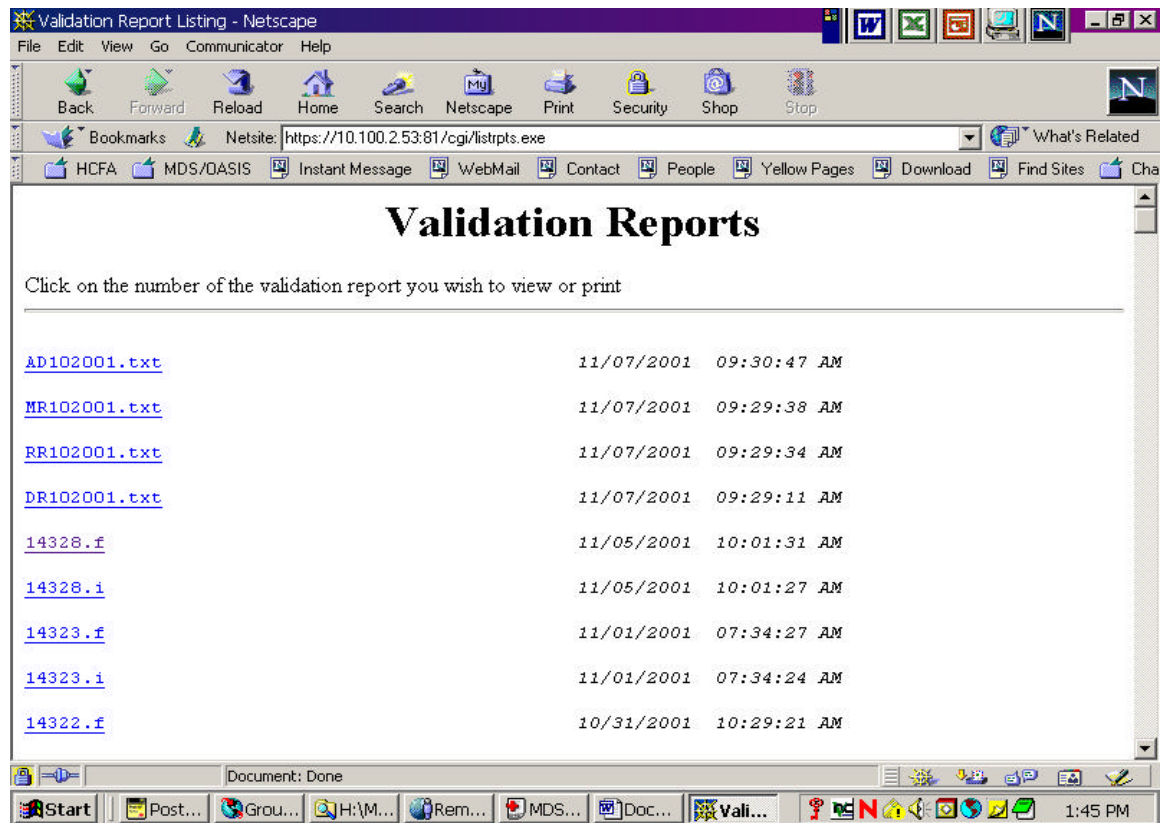 Validation Report Listing - Netscape
File Edit View Go Communicator Help
Back Forward Reload Home Search Netscape Print Security Shop Stop
My
N
Bookmarks Netsite: https://10.100.2.53:81/cgi/listrpts.exe What's Related
HCFA MDS/OASIS Instant Message WebMail Contact People Yellow Pages Download Find Sites Cha
Validation Reports
Click on the number of the validation report you wish to view or print
AD102001.txt 11/07/2001 09:30:47 AM
MR102001.txt 11/07/2001 09:29:38 AM
RR102001.txt 11/07/2001 09:29:34 AM
DR102001.txt 11/07/2001 09:29:11 AM
14328.f 11/05/2001 10:01:31 AM
14328.i 11/05/2001 10:01:27 AM
14323.f 11/01/2001 07:34:27 AM
14323.i 11/01/2001 07:34:24 AM
14322.f 10/31/2001 10:29:21 AM
Document: Done
Start Post... Grou... H:\M... Rem... MDS... Doc... Vali... N 1:45 PM